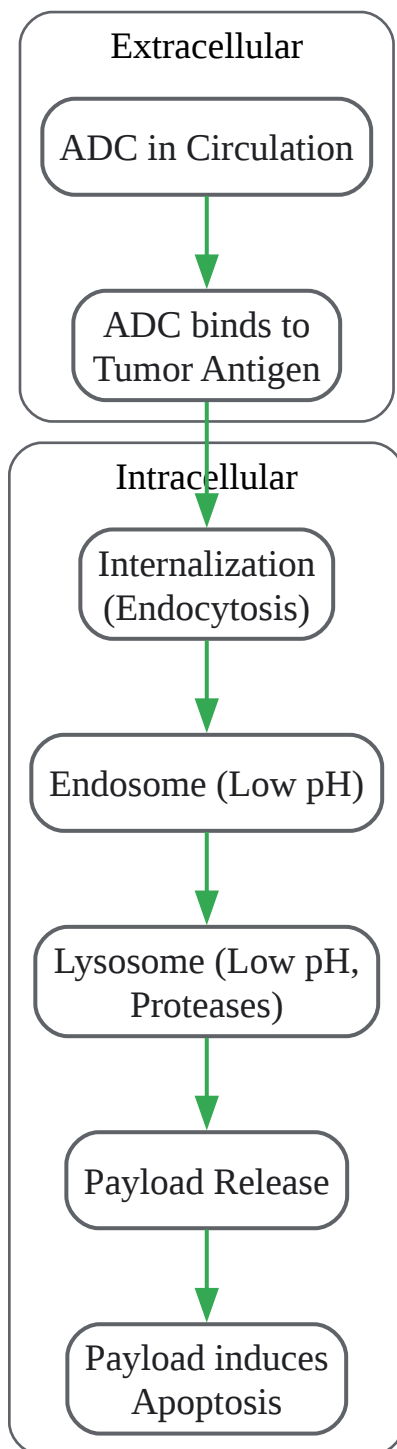 Extracellular
ADC in Circulation
ADC binds to
Tumor Antigen
Intracellular
Internalization
(Endocytosis)
Endosome (Low pH)
Lysosome (Low pH,
Proteases)
Payload Release
Payload induces
Apoptosis